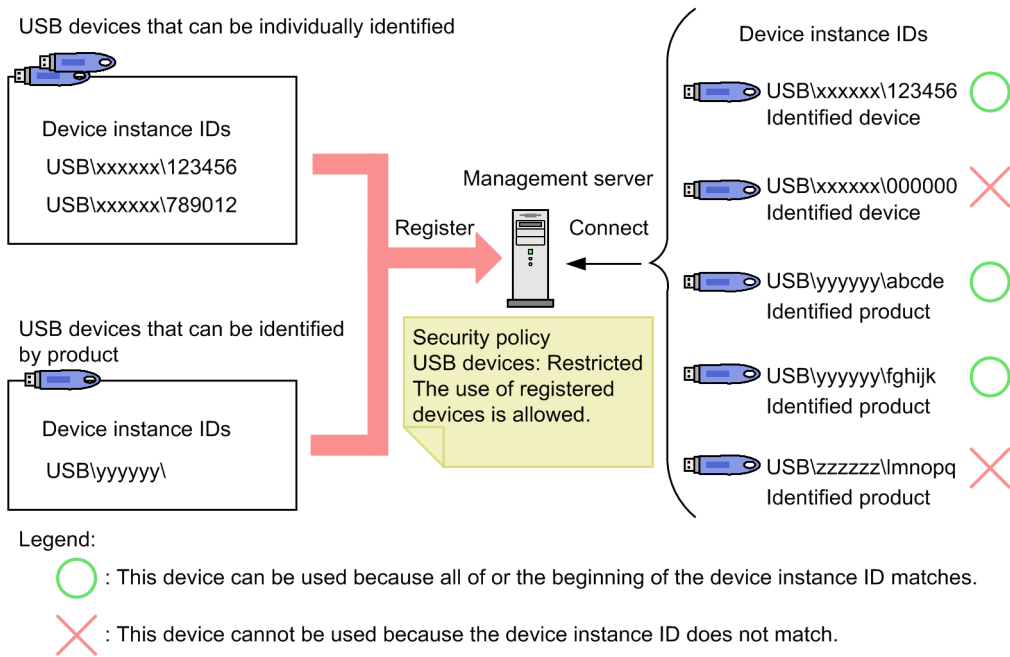 USB devices that can be individually identified
Device instance IDs
USB\xxxxxx\123456
USB\xxxxxx\789012
USB devices that can be identified
by product
Device instance IDs
USB\yyyyyy\
Register
Management server
Connect
Security policy
USB devices: Restricted
The use of registered
devices is allowed.
Device instance IDs
USB\xxxxxx\123456
Identified device
USB\xxxxxx\000000
Identified device
USB\yyyyyy\abcde
Identified product
USB\yyyyyy\fghijk
Identified product
USB\zzzzzz\lmnopq
Identified product
Legend:
: This device can be used because all of or the beginning of the device instance ID matches.
: This device cannot be used because the device instance ID does not match.